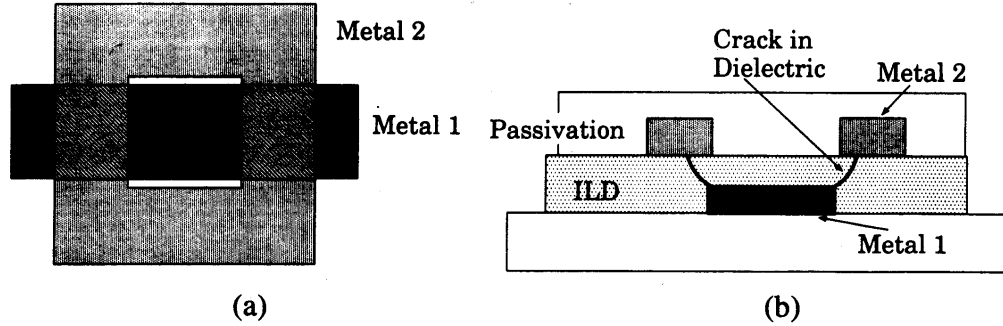 Metal 2
Metal 1
(a)
Crack in
Dielectric
Metal 2
Passivation
ILD
Metal 1
(b)